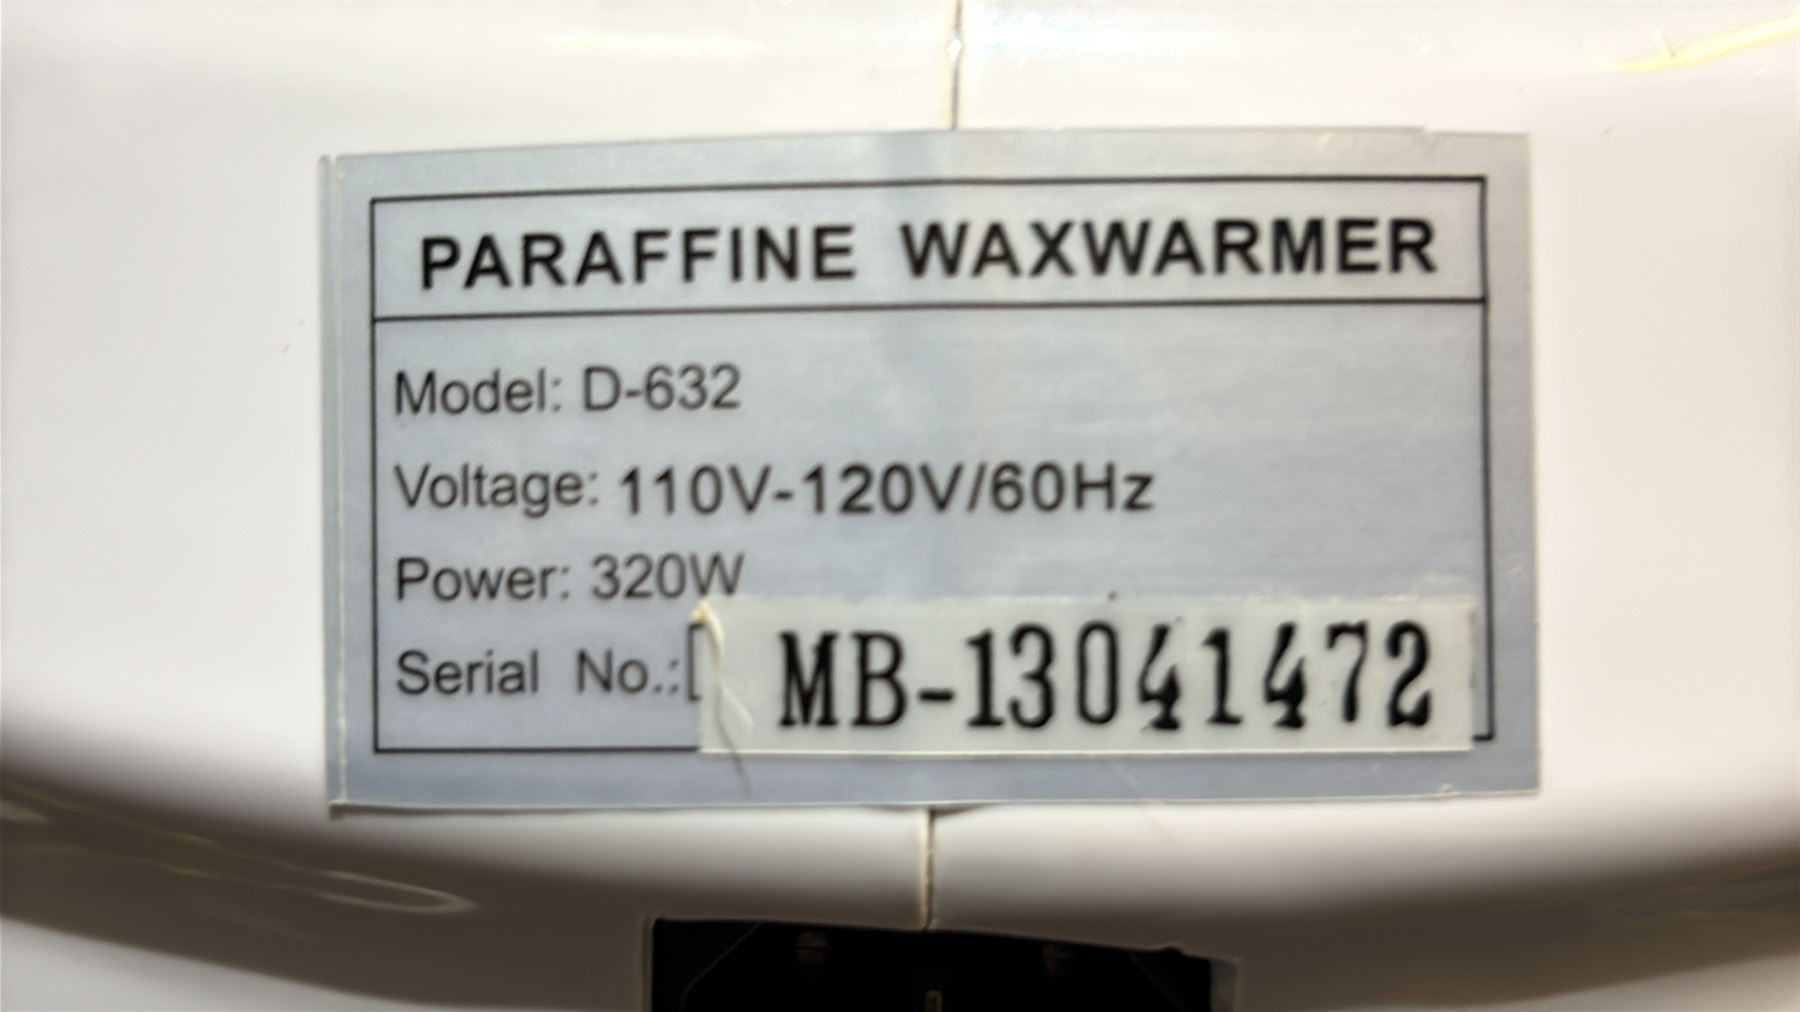 PARAFFINE WAXWARMER
Model: D-632
Voltage: 110V-120V/60Hz
Power: 320W
Serial No.: MB-13041472